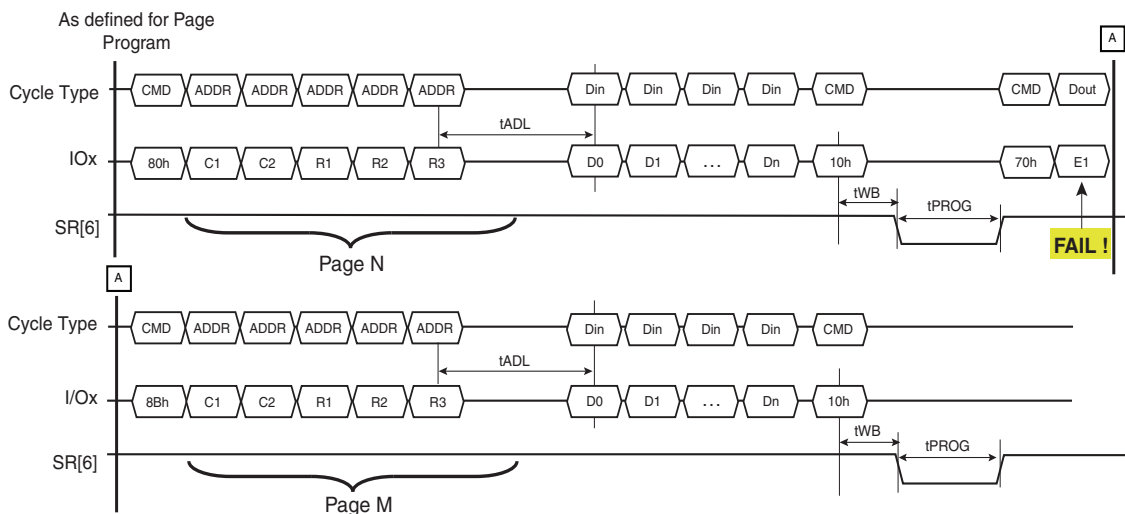 As defined for Page
Program
A
Cycle Type CMD ADDR ADDR ADDR ADDR ADDR Din Din Din Din CMD CMD Dout
tADL
IOx 80h C1 C2 R1 R2 R3 D0 D1 ... Dn 10h 70h E1
tWB tPROG
SR[6]
FAIL !
Page N
A
Cycle Type CMD ADDR ADDR ADDR ADDR ADDR Din Din Din Din CMD
tADL
I/Ox 8Bh C1 C2 R1 R2 R3 D0 D1 ... Dn 10h
tWB tPROG
SR[6]
Page M